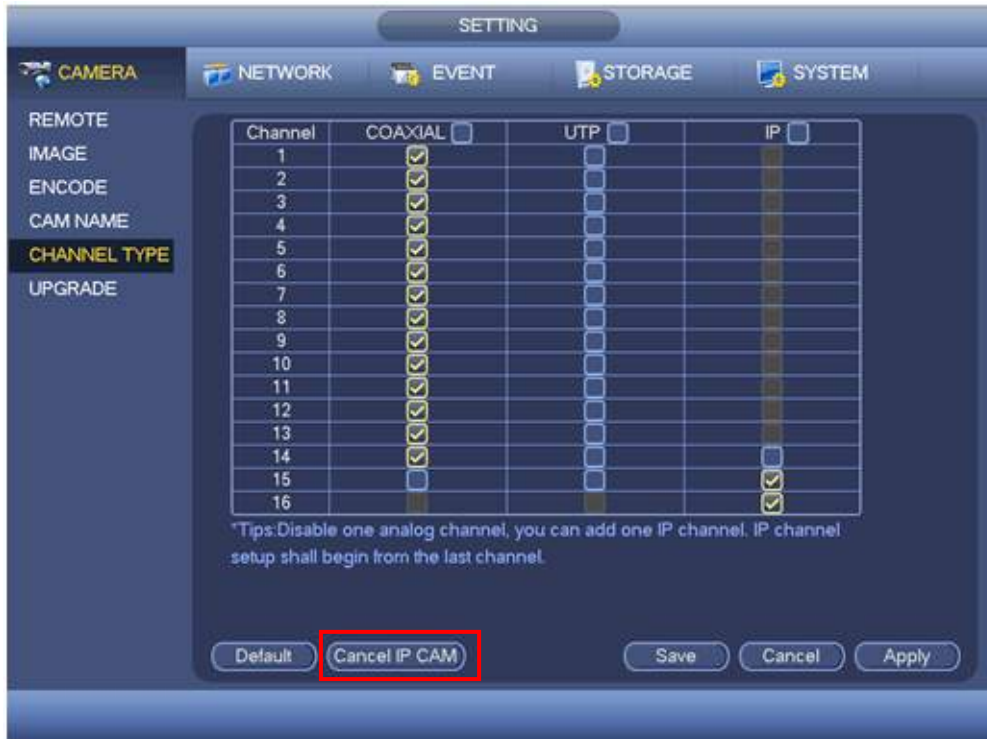 SETTING
CAMERA NETWORK EVENT STORAGE SYSTEM
REMOTE
IMAGE
ENCODE
CAM NAME
CHANNEL TYPE
UPGRADE
Channel COAXIAL UTP IP
1
2
3
4
5
6
7
8
9
10
11
12
13
14
15
16
*Tips:Disable one analog channel, you can add one IP channel. IP channel
setup shall begin from the last channel.
Default Cancel IP CAM Save Cancel Apply